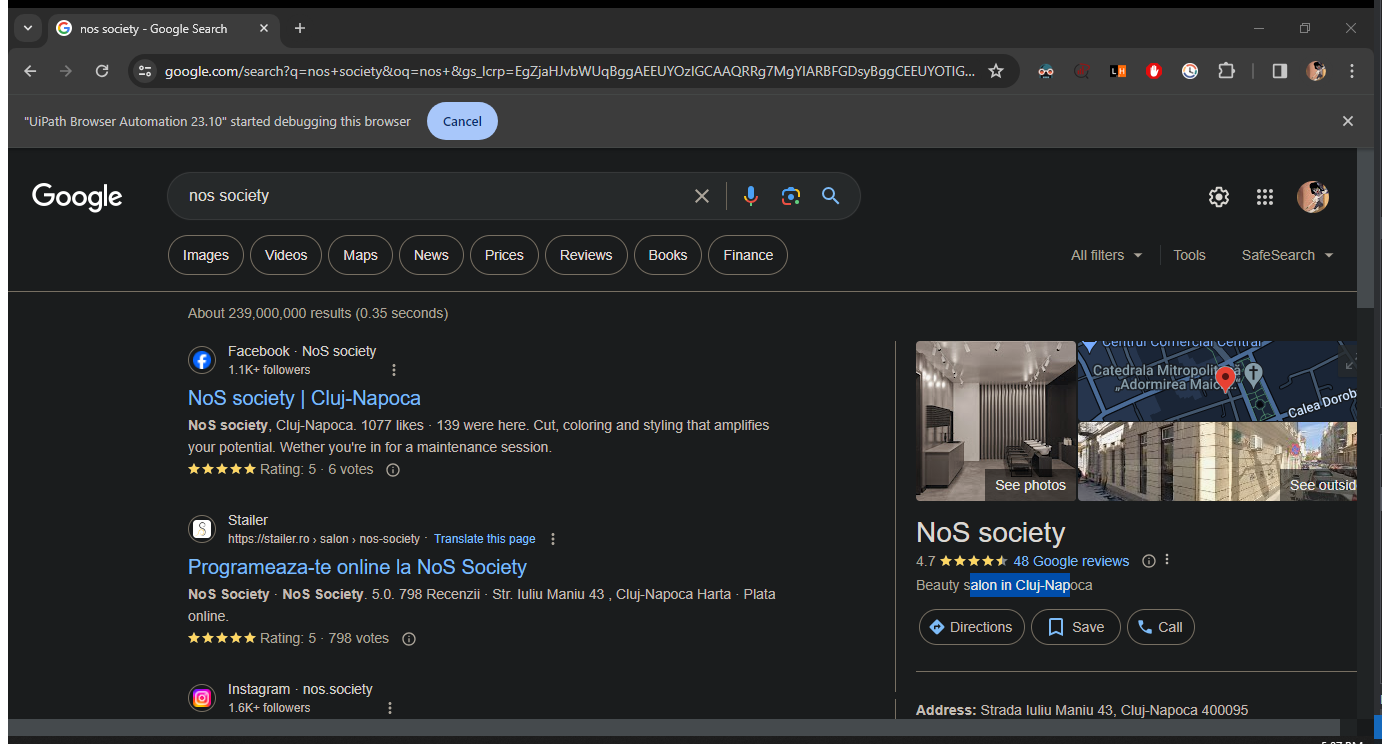 nos society - Google Search
google.com/search?q=nos+society&oq=nos+&gs_lcrp=EgZjaHJvbWUqBggAEEUYOzIGCAAQRRg7MgYIARBFGDsyBggCEEUYOTIG...
"UiPath Browser Automation 23.10" started debugging this browser
Cancel
Google
nos society
Images
Videos
Maps
News
Prices
Reviews
Books
Finance
All filters
Tools
SafeSearch
About 239,000,000 results (0.35 seconds)
Facebook · NoS society
1.1K+ followers
NoS society | Cluj-Napoca
NoS society, Cluj-Napoca. 1077 likes · 139 were here. Cut, coloring and styling that amplifies
your potential. Wether you're in for a maintenance session.
Rating: 5 · 6 votes
Stailer
https://stailer.ro › salon › nos-society · Translate this page
Programeaza-te online la NoS Society
NoS Society · NoS Society. 5.0. 798 Recenzii · Str. Iuliu Maniu 43 , Cluj-Napoca Harta · Plata
online.
Rating: 5 · 798 votes
Instagram · nos.society
1.6K+ followers
See photos
Centrul Comercial Central
Catedrala Mitropolit
„Adormirea Maic
Calea Dorob
See outsid
NoS society
4.7 48 Google reviews
Beauty salon in Cluj-Napoca
Directions
Save
Call
Address: Strada Iuliu Maniu 43, Cluj-Napoca 400095